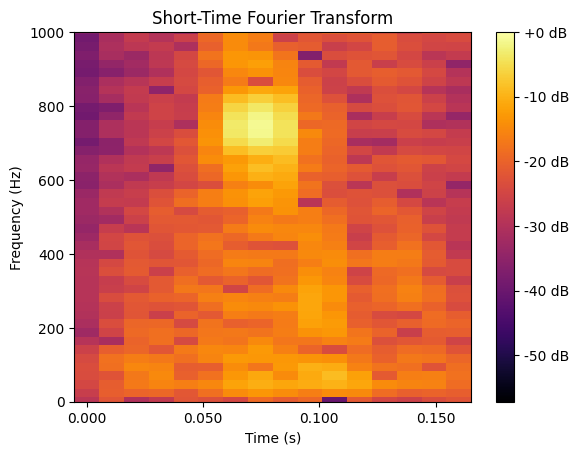 Short-Time Fourier Transform
1000
800
600
400
200
0
Frequency (Hz)
0.000
0.050
0.100
0.150
Time (s)
+0 dB
-10 dB
-20 dB
-30 dB
-40 dB
-50 dB